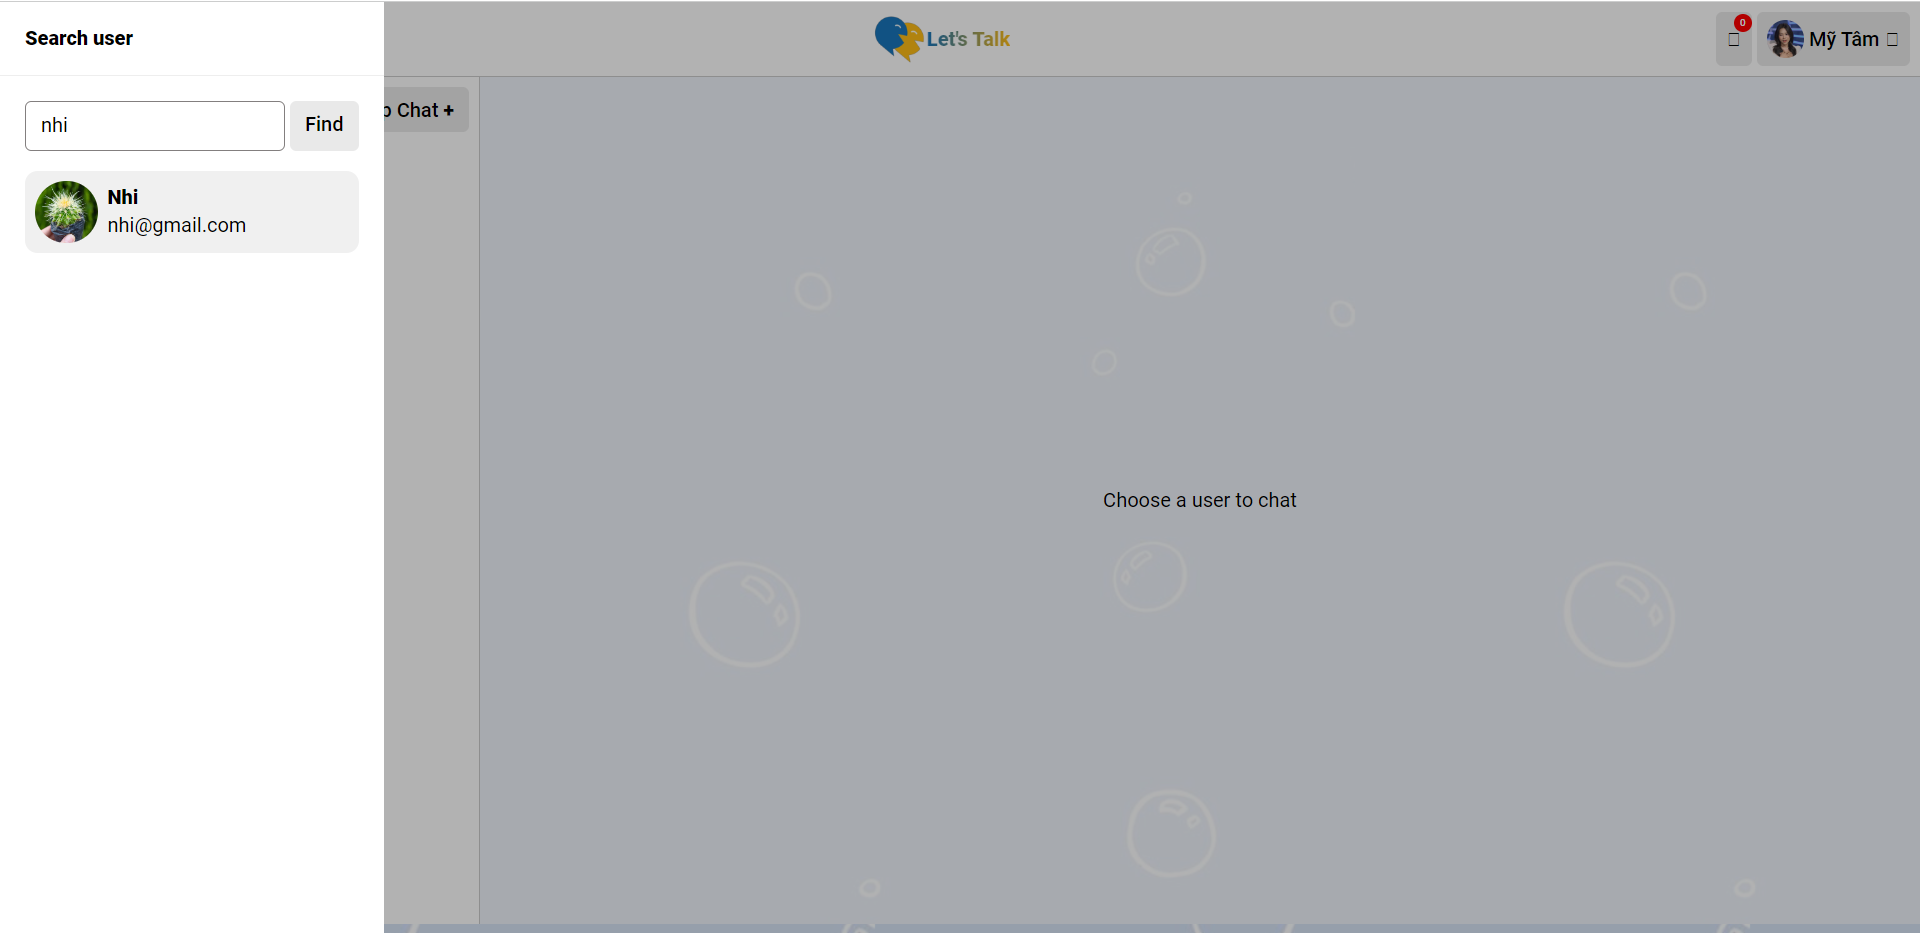 Search user
Let's Talk
0
Mỹ Tâm
nhi
Find
Chat +
Nhi
nhi@gmail.com
Choose a user to chat